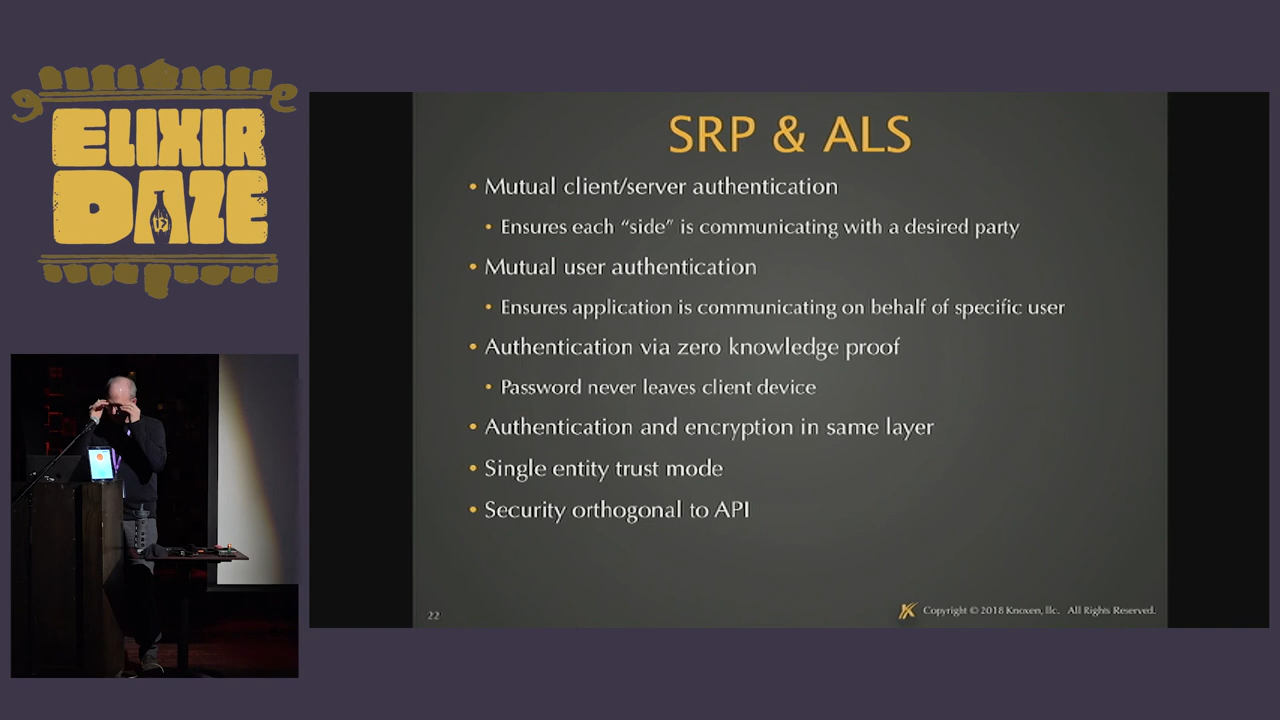 ELIXIR
DAZE
SRP & ALS
• Mutual client/server authentication
• Ensures each “side” is communicating with a desired party
• Mutual user authentication
• Ensures application is communicating on behalf of specific user
• Authentication via zero knowledge proof
• Password never leaves client device
• Authentication and encryption in same layer
• Single entity trust mode
• Security orthogonal to API
22
Copyright © 2018 Knoxen, llc. All Rights Reserved.